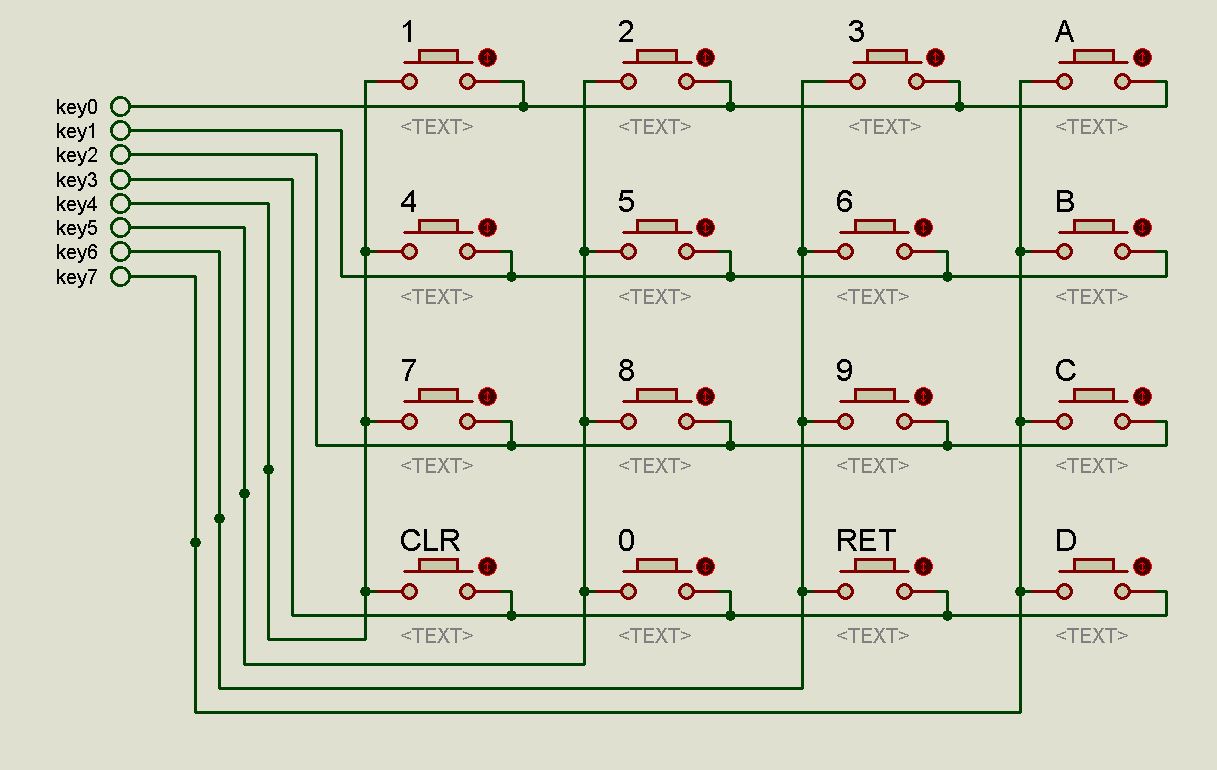 1 2 3 A
key0
<TEXT> <TEXT> <TEXT> <TEXT>
key1
key2
key3
key4
4 5 6 B
key5
key6
key7
<TEXT> <TEXT> <TEXT> <TEXT>
7 8 9 C
<TEXT> <TEXT> <TEXT> <TEXT>
CLR 0 RET D
<TEXT> <TEXT> <TEXT> <TEXT>